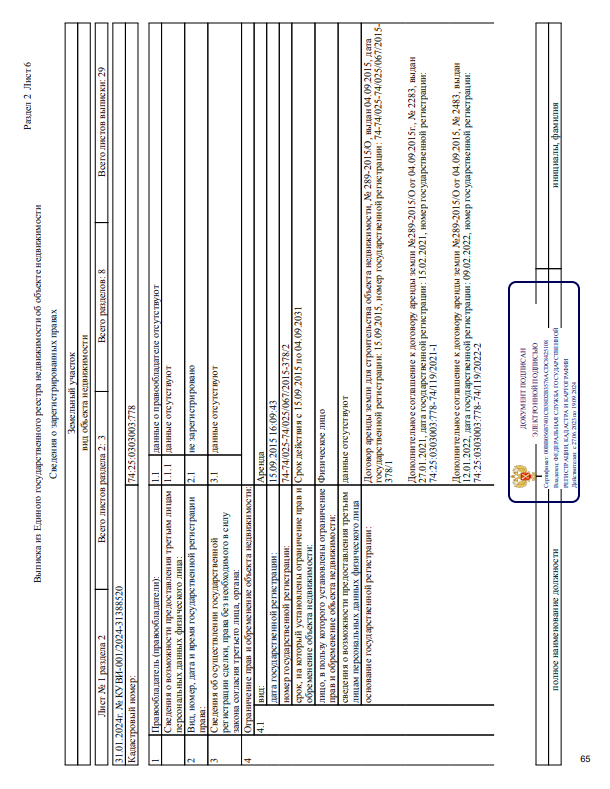 Раздел 2 Лист 6
Выписка из Единого государственного реестра недвижимости об объекте недвижимости
Сведения о зарегистрированных правах
Земельный участок
вид объекта недвижимости
Лист № 1 раздела 2
Всего листов раздела 2: 3
Всего разделов: 8
Всего листов выписки: 29
31.01.2024г. № КУВИ-001/2024-31388520
Кадастровый номер:
74:25:0303003:778
1
Правообладатель (правообладатели):
1.1
данные о правообладателе отсутствуют
Сведения о возможности предоставления третьим лицам
персональных данных физического лица:
1.1.1
данные отсутствуют
2
Вид, номер, дата и время государственной регистрации
права:
2.1
не зарегистрировано
3
Сведения об осуществлении государственной
регистрации сделки, права без необходимого в силу
закона согласия третьего лица, органа:
3.1
данные отсутствуют
4
Ограничение прав и обременение объекта недвижимости:
4.1
вид:
Аренда
дата государственной регистрации:
15.09.2015 16:09:43
номер государственной регистрации:
74-74/025-74/025/067/2015-378/2
срок, на который установлены ограничение прав и
обременение объекта недвижимости:
Срок действия с 15.09.2015 по 04.09.2031
лицо, в пользу которого установлены ограничение
прав и обременение объекта недвижимости:
Физическое лицо
сведения о возможности предоставления третьим
лицам персональных данных физического лица
данные отсутствуют
основание государственной регистрации:
Договор аренды земли для строительства объекта недвижимости, № 289-2015/О, выдан 04.09.2015, дата
государственной регистрации: 15.09.2015, номер государственной регистрации: 74-74/025-74/025/067/2015-
378/1
Дополнительное соглашение к договору аренды земли №289-2015/О от 04.09.2015г., № 2283, выдан
27.01.2021, дата государственной регистрации: 15.02.2021, номер государственной регистрации:
74:25:0303003:778-74/119/2021-1
Дополнительное соглашение к договору аренды земли №289-2015/О от 04.09.2015, № 2483, выдан
12.01.2022, дата государственной регистрации: 09.02.2022, номер государственной регистрации:
74:25:0303003:778-74/119/2022-2
полное наименование должности
инициалы, фамилия
ДОКУМЕНТ ПОДПИСАН
ЭЛЕКТРОННОЙ ПОДПИСЬЮ
Сертификат:
Владелец: ФЕДЕРАЛЬНАЯ СЛУЖБА ГОСУДАРСТВЕННОЙ
РЕГИСТРАЦИИ, КАДАСТРА И КАРТОГРАФИИ
Действителен: с 27.06.2023 по 19.09.2024
65